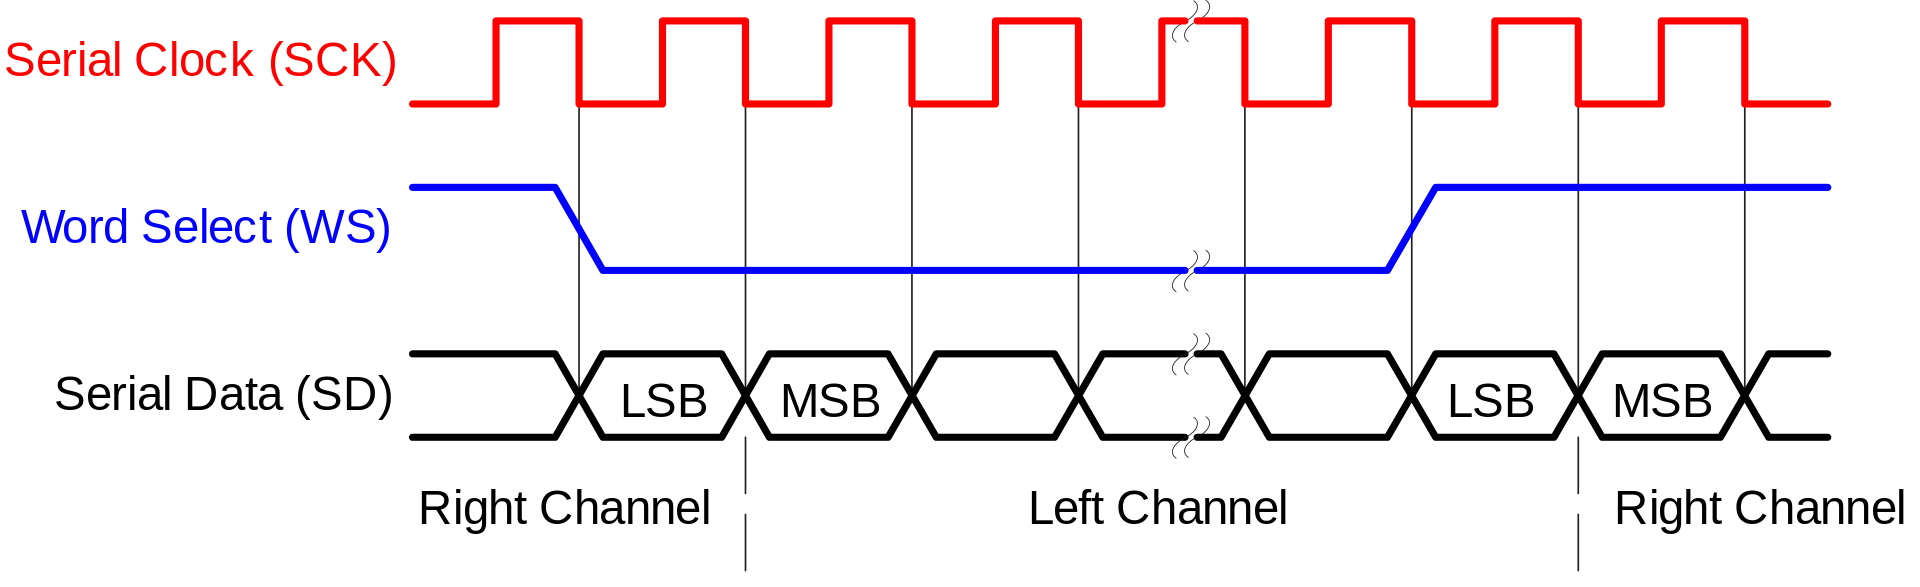 Serial Clock (SCK)
Word Select (WS)
Serial Data (SD)
LSB MSB LSB MSB
Right Channel Left Channel Right Channel